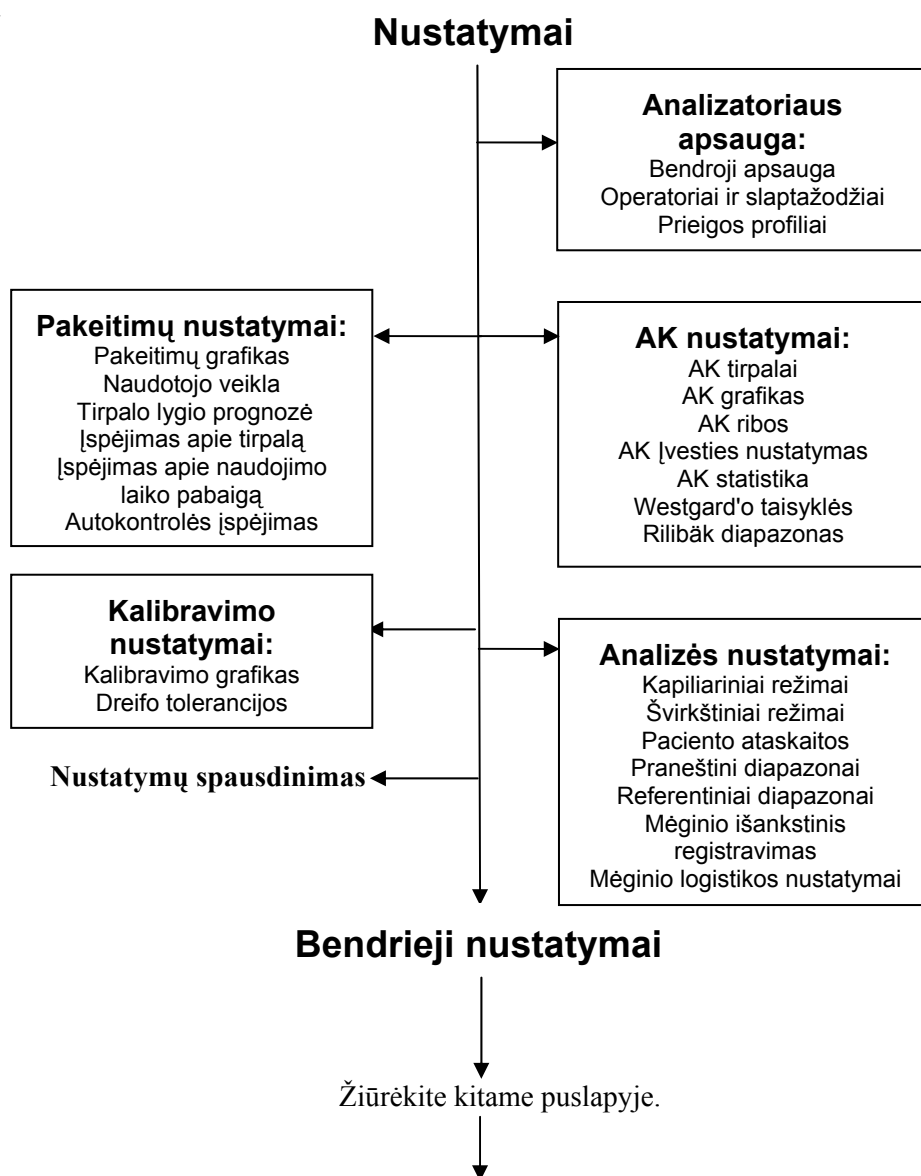 Nustatymai
Analizatoriaus
apsauga:
Bendroji apsauga
Operatoriai ir slaptažodžiai
Prieigos profiliai
Pakeitimų nustatymai:
Pakeitimų grafikas
Naudotojo veikla
Tirpalo lygio prognozė
Įspėjimas apie tirpalą
Įspėjimas apie naudojimo
laiko pabaigą
Autokontrolės įspėjimas
AK nustatymai:
AK tirpalai
AK grafikas
AK ribos
AK Įvesties nustatymas
AK statistika
Westgard'o taisyklės
Rilibäk diapazonas
Kalibravimo
nustatymai:
Kalibravimo grafikas
Dreifo tolerancijos
Analizės nustatymai:
Kapiliariniai režimai
Švirkštiniai režimai
Paciento ataskaitos
Praneštini diapazonai
Referentiniai diapazonai
Mėginio išankstinis
registravimas
Mėginio logistikos nustatymai
Nustatymų spausdinimas
Bendrieji nustatymai
Žiūrėkite kitame puslapyje.